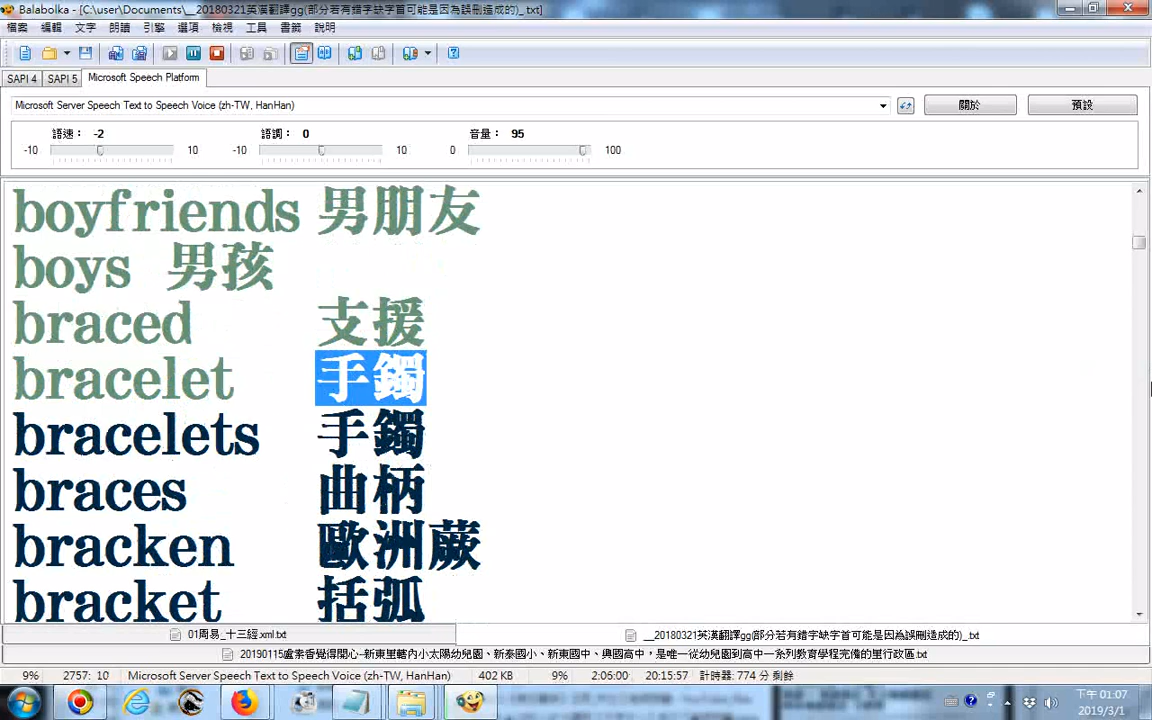 Balabolka - [C:\user\Documents\__20180321英漢翻譯gg(部分若有錯字缺字首可能是因為誤刪造成的)_.txt]
檔案 編輯 文字 朗讀 引擎 選項 檢視 工具 書籤 說明
SAPI 4 SAPI 5 Microsoft Speech Platform
Microsoft Server Speech Text to Speech Voice (zh-TW, HanHan) 關於 預設
語速： -2 語調： 0 音量： 95
-10 10 -10 10 0 100
boyfriends 男朋友
boys 男孩
braced 支援
bracelet 手鐲
bracelets 手鐲
braces 曲柄
bracken 歐洲蕨
bracket 括弧
01周易_十三經.xml.txt __20180321英漢翻譯gg(部分若有錯字缺字首可能是因為誤刪造成的)_.txt
20190115盧素香覺得開心~新東里轄內小太陽幼兒園、新泰國小、新東國中、興國高中，是唯一從幼兒園到高中一系列教育學程完備的里行政區.txt
9% 2757: 10 Microsoft Server Speech Text to Speech Voice (zh-TW, HanHan) 402 KB 9% 2:06:00 20:15:57 計時器: 774 分 剩餘
下午 01:07
2019/3/1